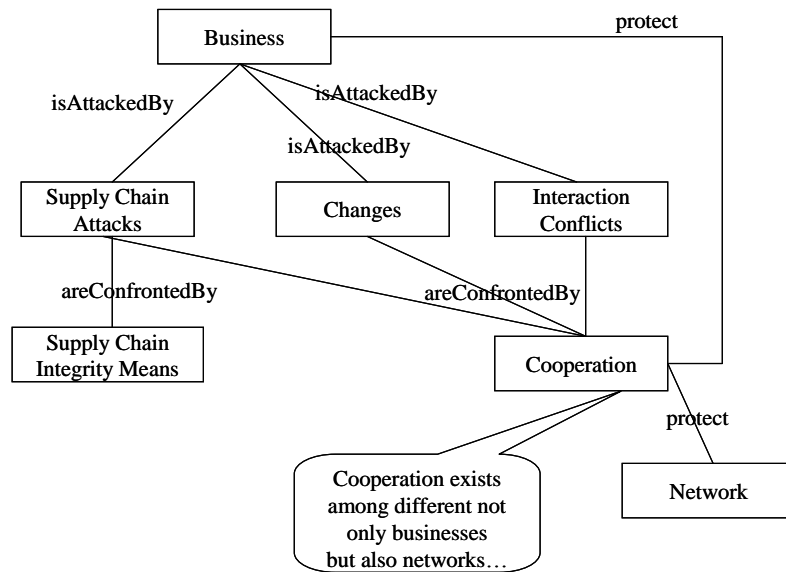 protect
Business
isAttackedBy
isAttackedBy
isAttackedBy
Supply Chain
Attacks
Changes
Interaction
Conflicts
areConfrontedBy
areConfrontedBy
Supply Chain
Integrity Means
Cooperation
protect
Network
Cooperation exists
among different not
only businesses
but also networks…